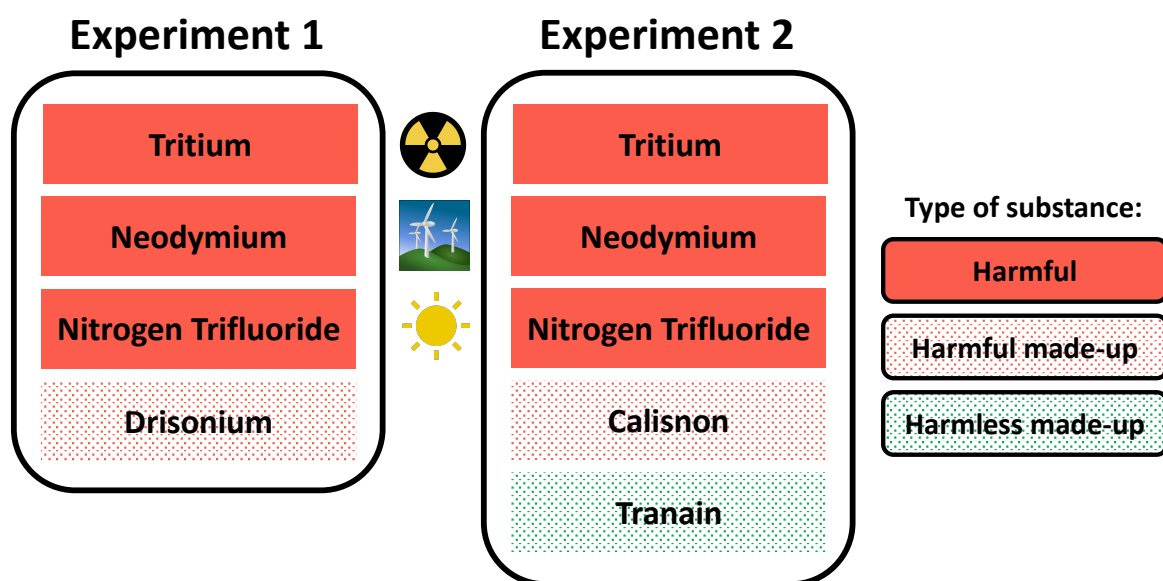 Experiment 1
Tritium
Neodymium
Nitrogen Trifluoride
Drisonium
Experiment 2
Tritium
Neodymium
Nitrogen Trifluoride
Calisnon
Tranain
Type of substance:
Harmful
Harmful made-up
Harmless made-up